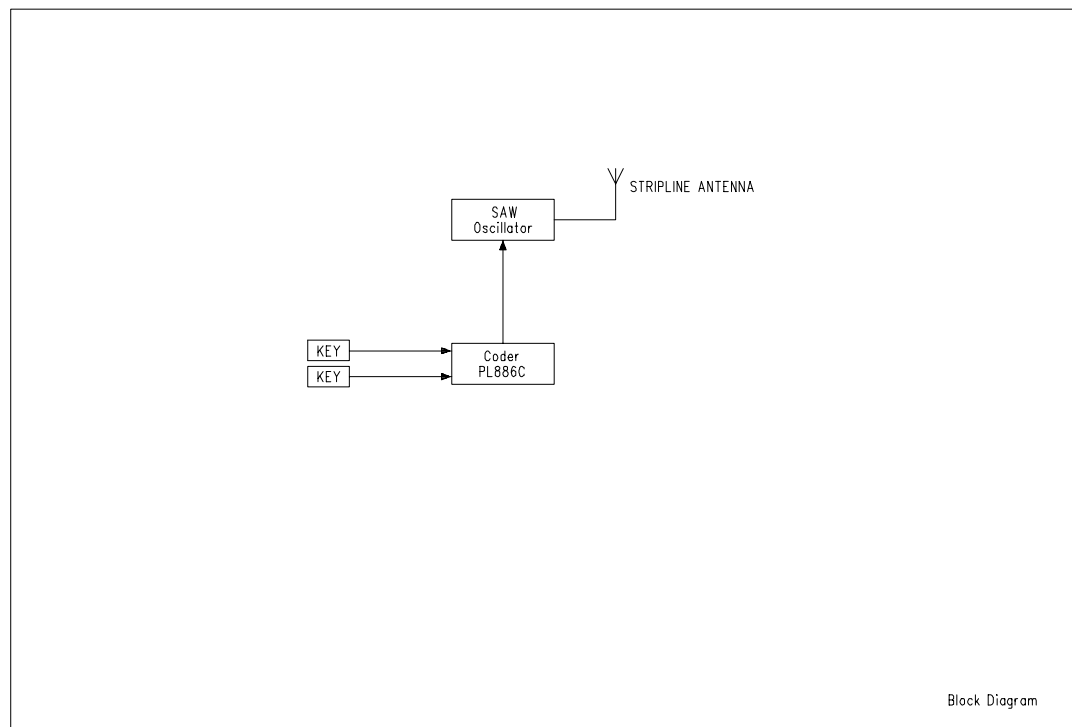 STRIPLINE ANTENNA
SAW
Oscillator
KEY
KEY
Coder
PL886C
Block Diagram